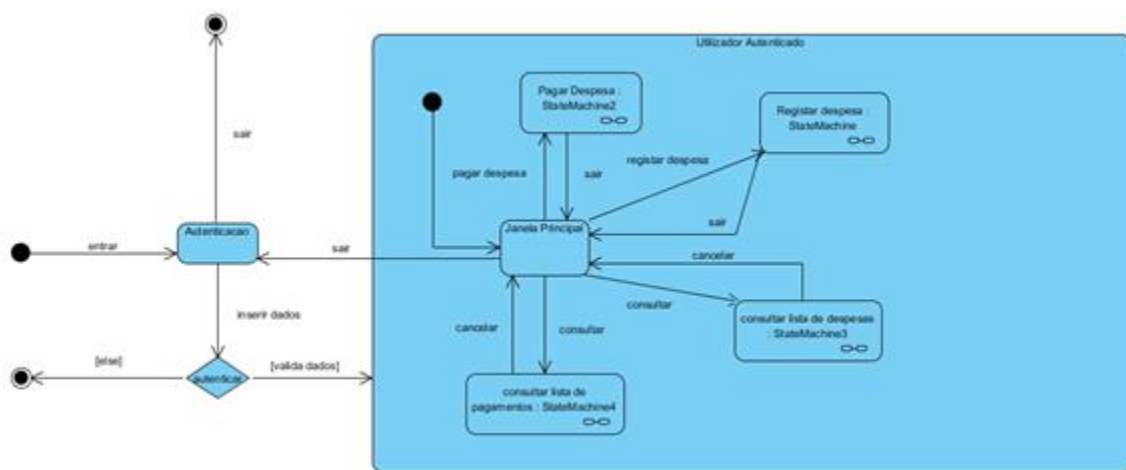 Utilizador Autenticado
Pagar Despesa :
StateMachine2
Registar despesa :
StateMachine
sair
pagar despesa
sair
registar despesa
sair
Autenticacao
Janela Principal
entrar
sair
cancelar
consultar
inserir dados
cancelar
consultar
consultar lista de despesas
: StateMachine3
[else]
autenticar
[valida dados]
consultar lista de
pagamentos : StateMachine4